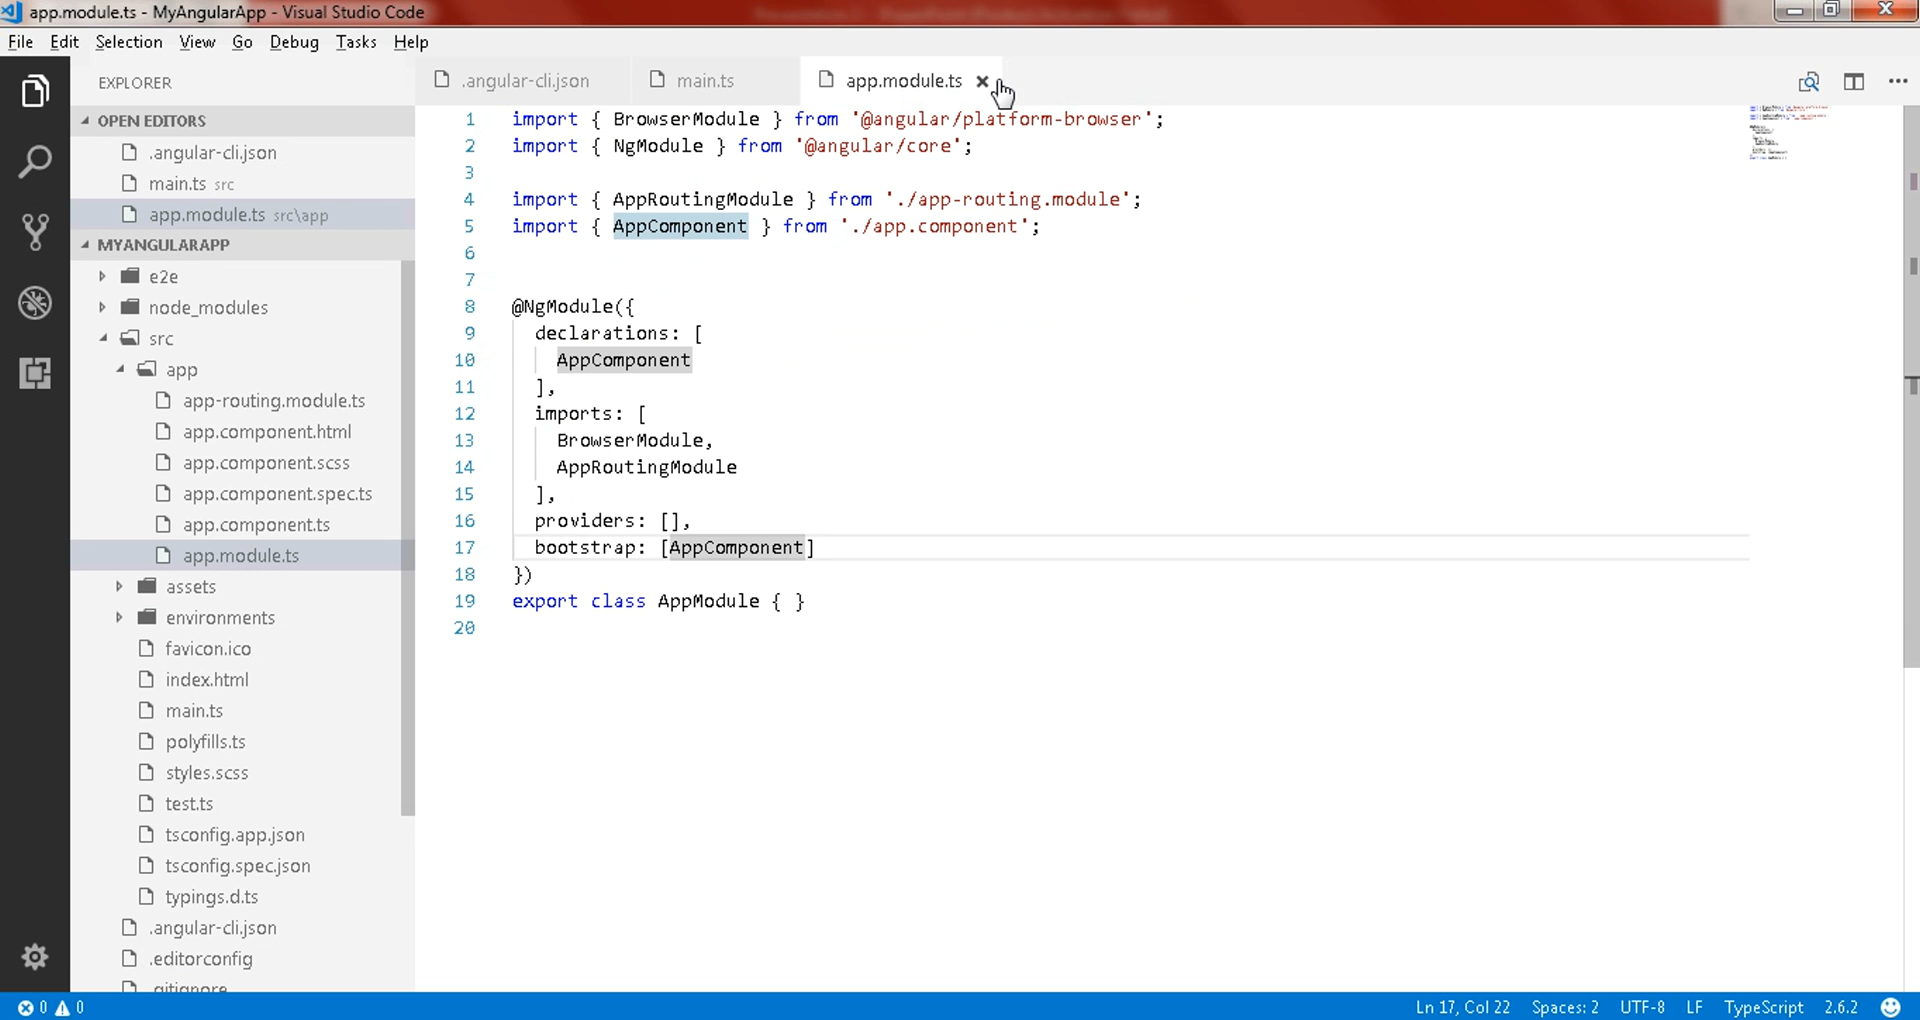 app.module.ts - MyAngularApp - Visual Studio Code
File Edit Selection View Go Debug Tasks Help
EXPLORER
OPEN EDITORS
.angular-cli.json
main.ts src
app.module.ts src\app
MYANGULARAPP
e2e
node_modules
src
app
app-routing.module.ts
app.component.html
app.component.scss
app.component.spec.ts
app.component.ts
app.module.ts
assets
environments
favicon.ico
index.html
main.ts
polyfills.ts
styles.scss
test.ts
tsconfig.app.json
tsconfig.spec.json
typings.d.ts
.angular-cli.json
.editorconfig
.gitignore
.angular-cli.json main.ts app.module.ts
1 import { BrowserModule } from '@angular/platform-browser';
2 import { NgModule } from '@angular/core';
3
4 import { AppRoutingModule } from './app-routing.module';
5 import { AppComponent } from './app.component';
6
7
8 @NgModule({
9 declarations: [
10 AppComponent
11 ],
12 imports: [
13 BrowserModule,
14 AppRoutingModule
15 ],
16 providers: [],
17 bootstrap: [AppComponent]
18 })
19 export class AppModule { }
20
0 0 Ln 17, Col 22 Spaces: 2 UTF-8 LF TypeScript 2.6.2